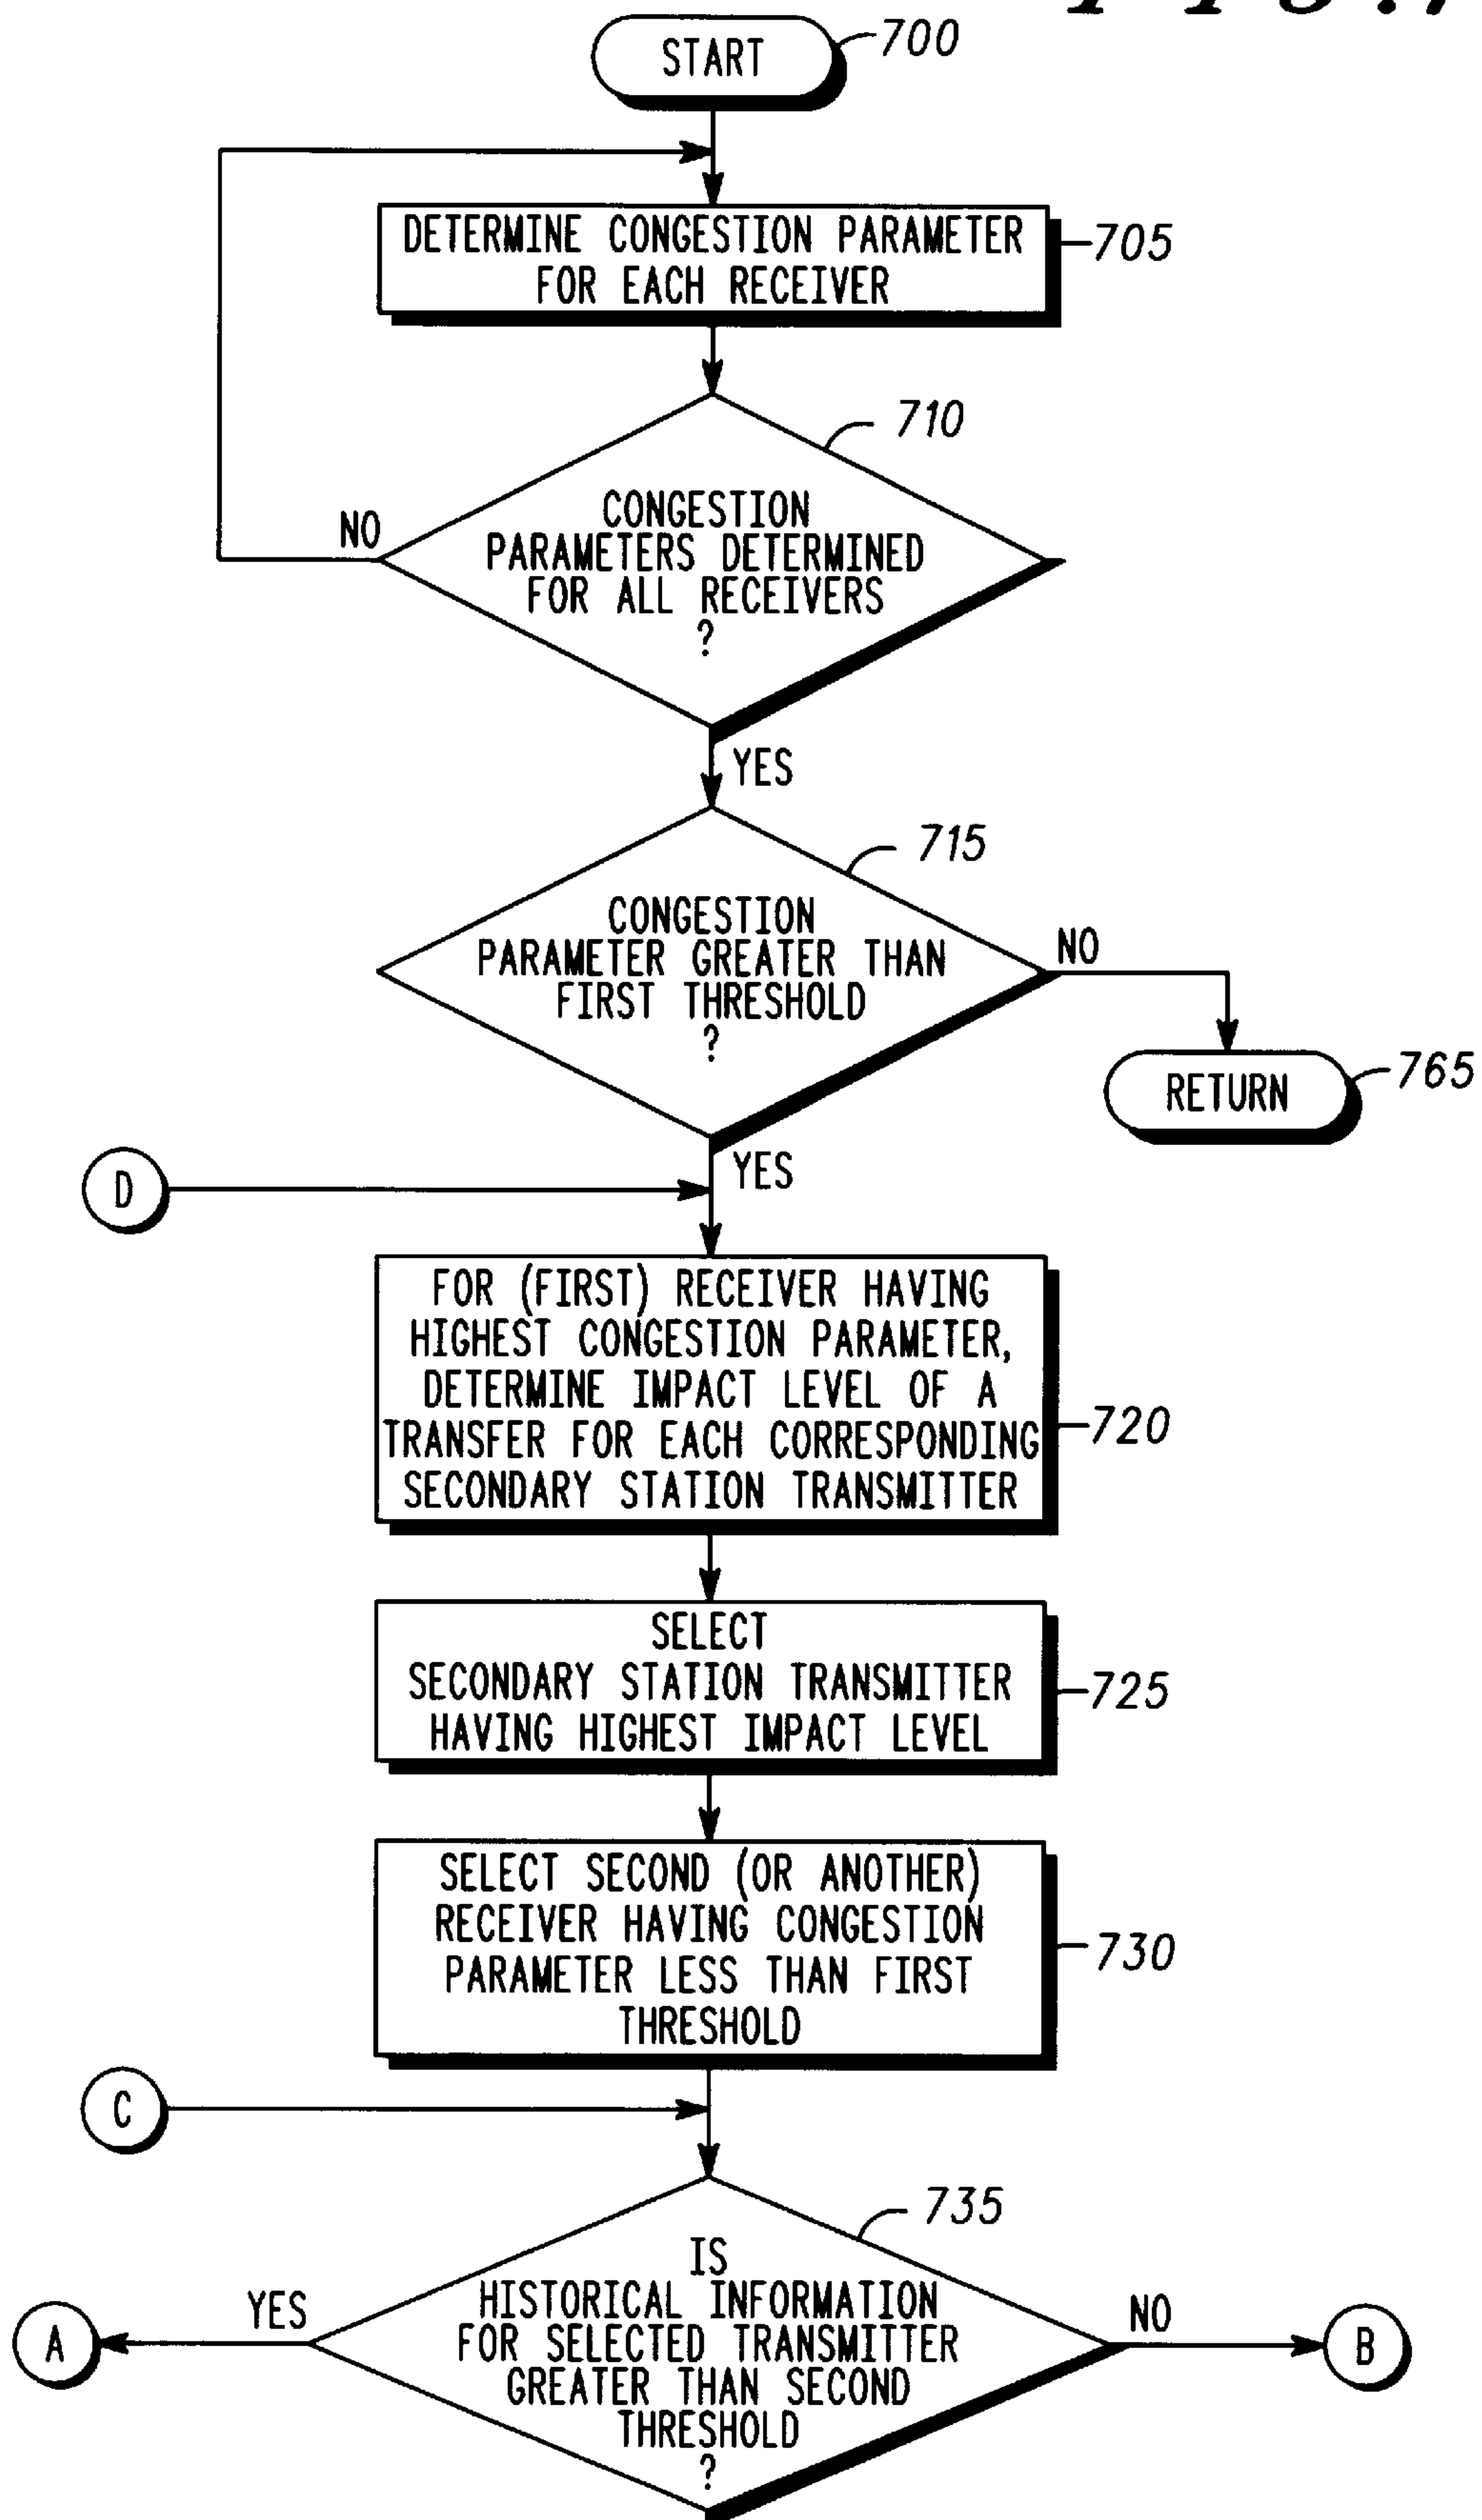 START
700
DETERMINE CONGESTION PARAMETER
FOR EACH RECEIVER
705
710
CONGESTION
PARAMETERS DETERMINED
FOR ALL RECEIVERS
?
NO
YES
715
CONGESTION
PARAMETER GREATER THAN
FIRST THRESHOLD
?
NO
RETURN
765
YES
D
FOR (FIRST) RECEIVER HAVING
HIGHEST CONGESTION PARAMETER,
DETERMINE IMPACT LEVEL OF A
TRANSFER FOR EACH CORRESPONDING
SECONDARY STATION TRANSMITTER
720
SELECT
SECONDARY STATION TRANSMITTER
HAVING HIGHEST IMPACT LEVEL
725
SELECT SECOND (OR ANOTHER)
RECEIVER HAVING CONGESTION
PARAMETER LESS THAN FIRST
THRESHOLD
730
C
735
IS
HISTORICAL INFORMATION
FOR SELECTED TRANSMITTER
GREATER THAN SECOND
THRESHOLD
?
YES
A
NO
B